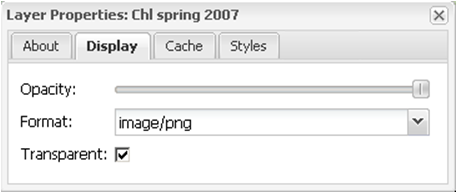 Layer Properties: Chl spring 2007
About Display Cache Styles
Opacity:
Format: image/png
Transparent: